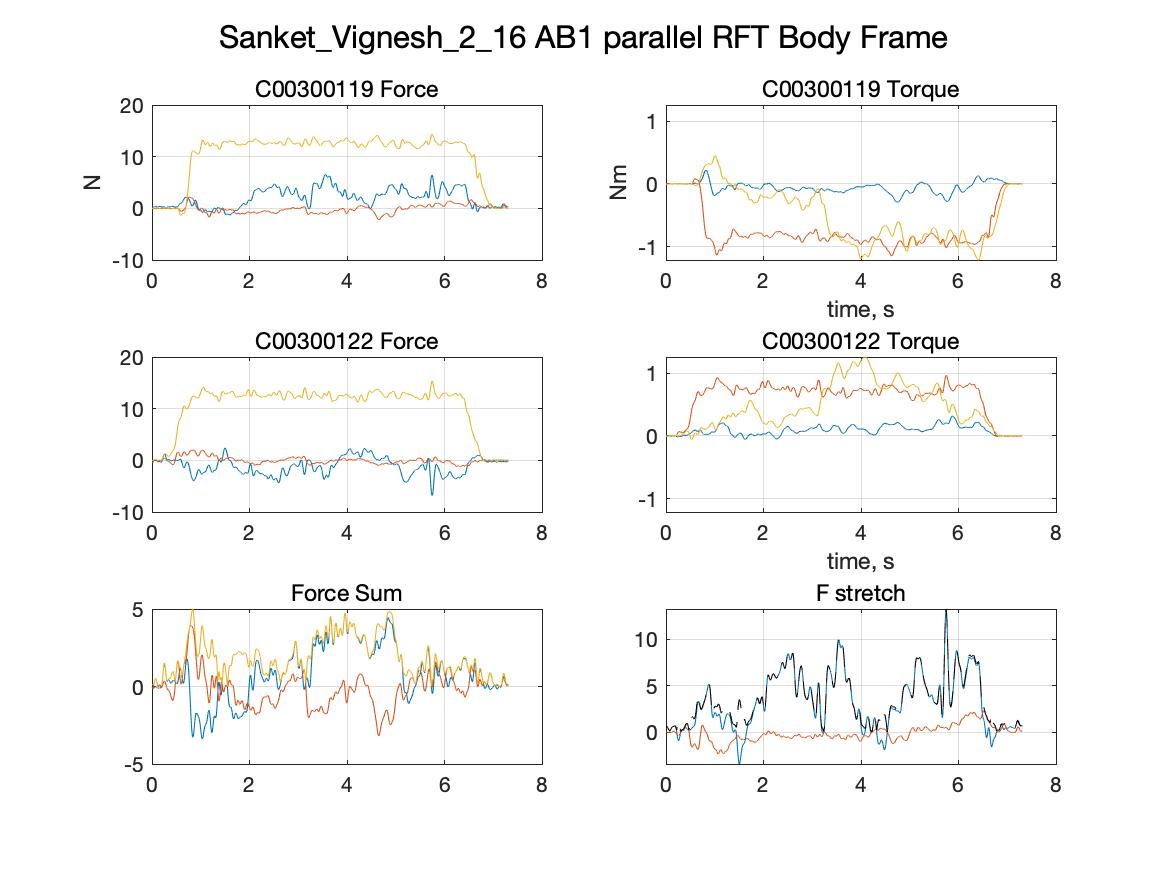 Sanket_Vignesh_2_16 AB1 parallel RFT Body Frame
C00300119 Force
20
10
0
-10
N
0 2 4 6 8
C00300119 Torque
1
0
-1
Nm
0 2 4 6 8
time, s
C00300122 Force
20
10
0
-10
0 2 4 6 8
C00300122 Torque
1
0
-1
0 2 4 6 8
time, s
Force Sum
5
0
-5
0 2 4 6 8
F stretch
10
5
0
0 2 4 6 8